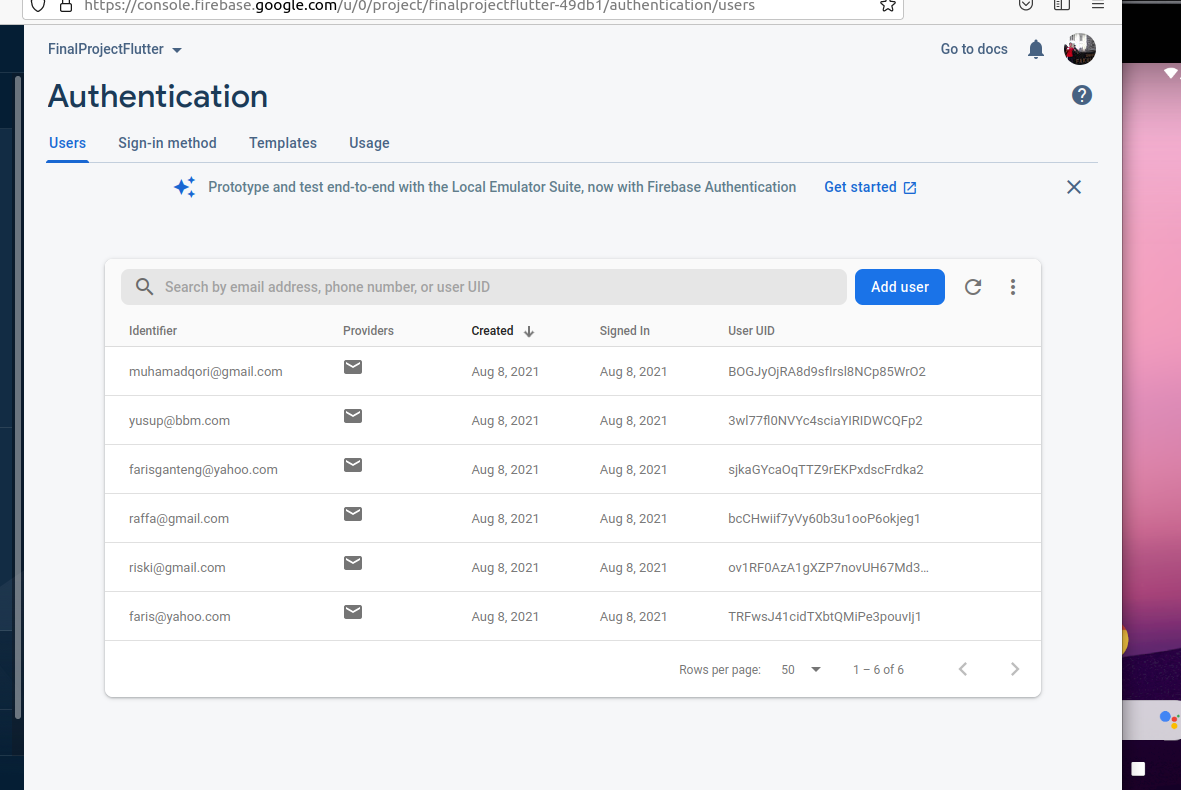 https://console.firebase.google.com/u/0/project/finalprojectflutter-49db1/authentication/users
FinalProjectFlutter
Go to docs
Authentication
Users Sign-in method Templates Usage
Prototype and test end-to-end with the Local Emulator Suite, now with Firebase Authentication Get started
Search by email address, phone number, or user UID
Add user
Identifier Providers Created Signed In User UID
muhamadqori@gmail.com Aug 8, 2021 Aug 8, 2021 BOGJyOjRA8d9sfIrsl8NCp85WrO2
yusup@bbm.com Aug 8, 2021 Aug 8, 2021 3wl77fl0NVYc4sciaYIRIDWCQFp2
farisganteng@yahoo.com Aug 8, 2021 Aug 8, 2021 sjkaGYcaOqTTZ9rEKPxdscFrdka2
raffa@gmail.com Aug 8, 2021 Aug 8, 2021 bcCHwiif7yVy60b3u1ooP6okjeg1
riski@gmail.com Aug 8, 2021 Aug 8, 2021 ov1RF0AzA1gXZP7novUH67Md3...
faris@yahoo.com Aug 8, 2021 Aug 8, 2021 TRFwsJ41cidTXbtQMiPe3pouvIj1
Rows per page: 50 1 – 6 of 6